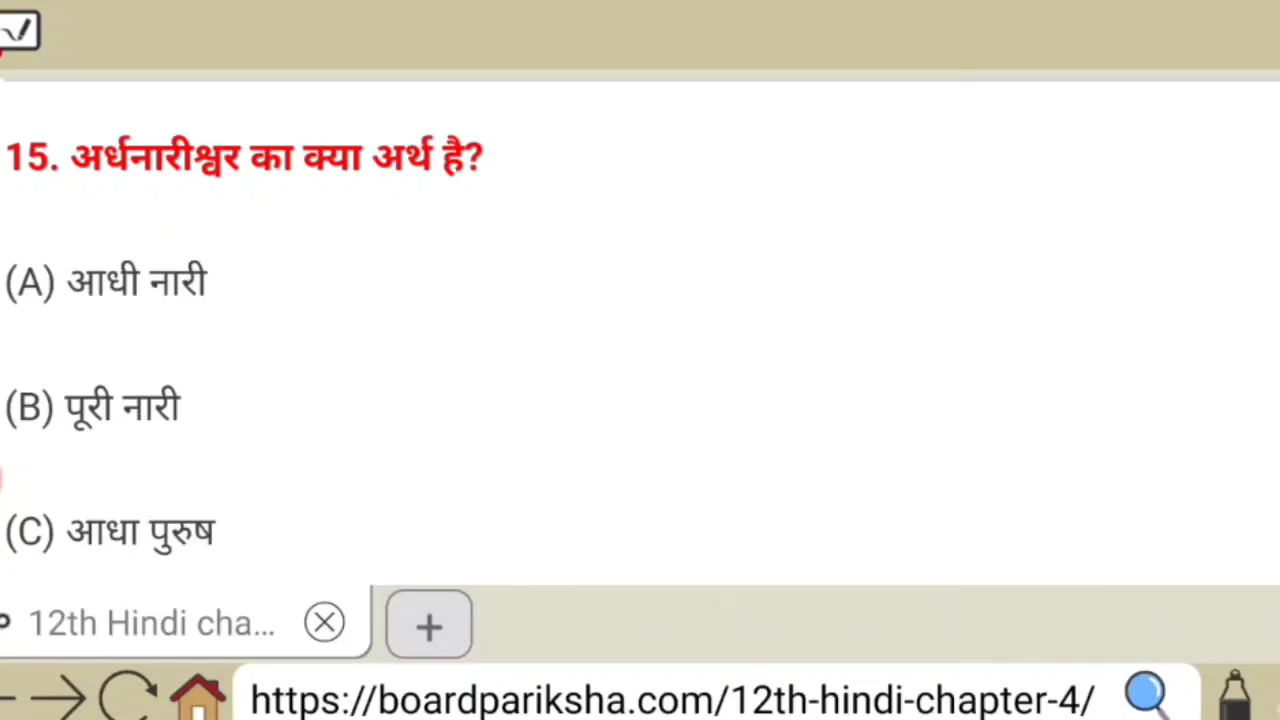 15. अर्धनारीश्वर का क्या अर्थ है?
(A) आधी नारी
(B) पूरी नारी
(C) आधा पुरुष
12th Hindi cha...
https://boardpariksha.com/12th-hindi-chapter-4/